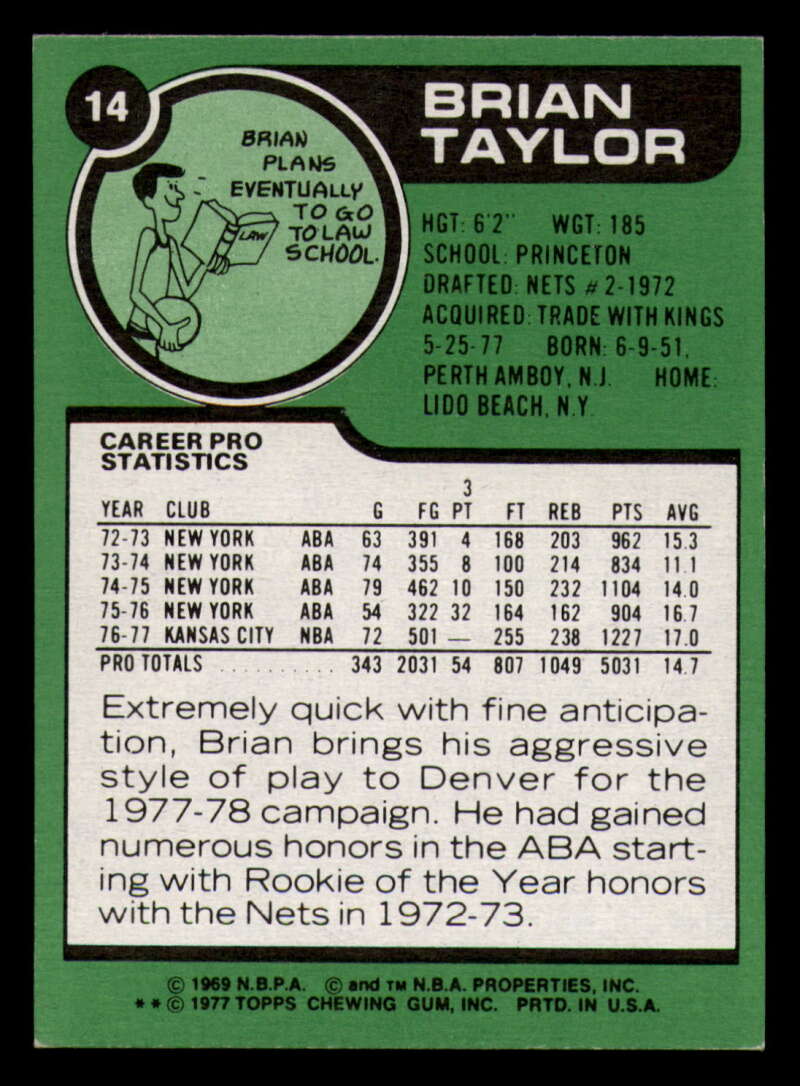 14
BRIAN
PLANS
EVENTUALLY
TO GO
TO LAW
SCHOOL.
LAW
BRIAN
TAYLOR
HGT: 6'2" WGT: 185
SCHOOL: PRINCETON
DRAFTED: NETS # 2-1972
ACQUIRED: TRADE WITH KINGS
5-25-77 BORN: 6-9-51,
PERTH AMBOY, N.J. HOME:
LIDO BEACH, N.Y.
CAREER PRO
STATISTICS
3
YEAR CLUB G FG PT FT REB PTS AVG
72-73 NEW YORK ABA 63 391 4 168 203 962 15.3
73-74 NEW YORK ABA 74 355 8 100 214 834 11.1
74-75 NEW YORK ABA 79 462 10 150 232 1104 14.0
75-76 NEW YORK ABA 54 322 32 164 162 904 16.7
76-77 KANSAS CITY NBA 72 501 — 255 238 1227 17.0
PRO TOTALS .......... 343 2031 54 807 1049 5031 14.7
Extremely quick with fine anticipa-
tion, Brian brings his aggressive
style of play to Denver for the
1977-78 campaign. He had gained
numerous honors in the ABA start-
ing with Rookie of the Year honors
with the Nets in 1972-73.
© 1969 N.B.P.A. © and TM N.B.A. PROPERTIES, INC.
* * © 1977 TOPPS CHEWING GUM, INC. PRTD. IN U.S.A.